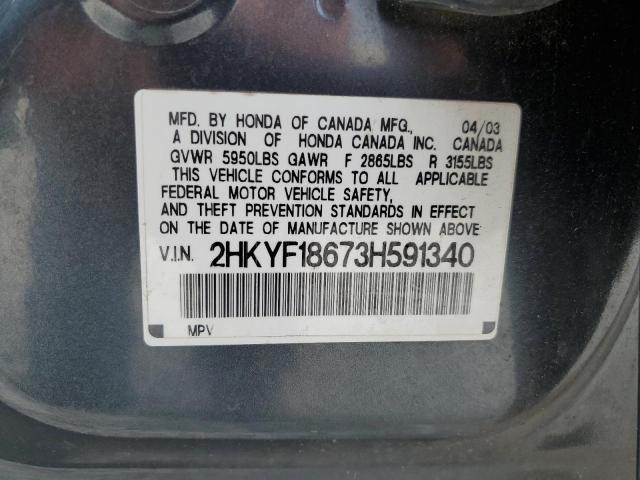 MFD. BY HONDA OF CANADA MFG., 04/03
A DIVISION OF HONDA CANADA INC. CANADA
GVWR 5950LBS GAWR F 2865LBS R 3155LBS
THIS VEHICLE CONFORMS TO ALL APPLICABLE
FEDERAL MOTOR VEHICLE SAFETY,
AND THEFT PREVENTION STANDARDS IN EFFECT
ON THE DATE OF MANUFACTURE SHOWN ABOVE.
V.I.N. 2HKYF18673H591340
MPV